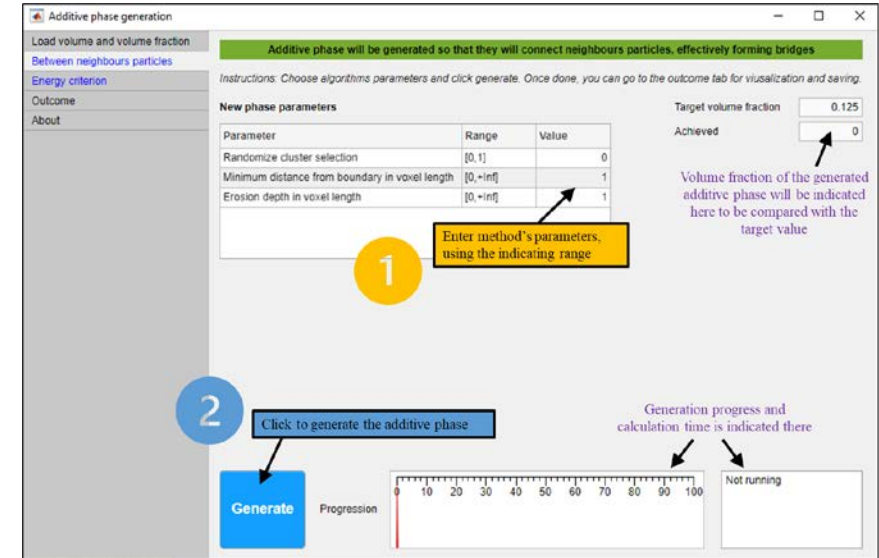 Additive phase generation
Load volume and volume fraction
Between neighbours particles
Energy criterion
Outcome
About
Additive phase will be generated so that they will connect neighbours particles, effectively forming bridges
Instructions: Choose algorithms parameters and click generate. Once done, you can go to the outcome tab for viusalization and saving.
New phase parameters
Parameter Range Value
Randomize cluster selection [0,1] 0
Minimum distance from boundary in voxel length [0,+Inf[ 1
Erosion depth in voxel length [0,+Inf[ 1
Target volume fraction 0.125
Achieved 0
Volume fraction of the generated
additive phase will be indicated
here to be compared with the
target value
1
Enter method's parameters,
using the indicating range
2
Click to generate the additive phase
Generation progress and
calculation time is indicated there
Generate
Progression
0 10 20 30 40 50 60 70 80 90 100
Not running